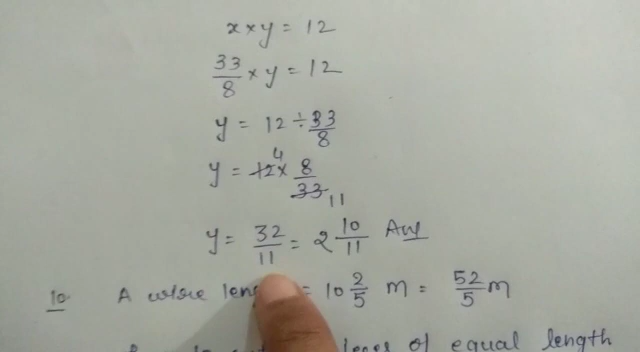 x × y = 12
33/8 × y = 12
y = 12 ÷ 33/8
y = 12 4 × 8/33 11
y = 32/11 = 2 10/11 Ans
10 A wire = 10 2/5 m = 52/5 m
of equal length